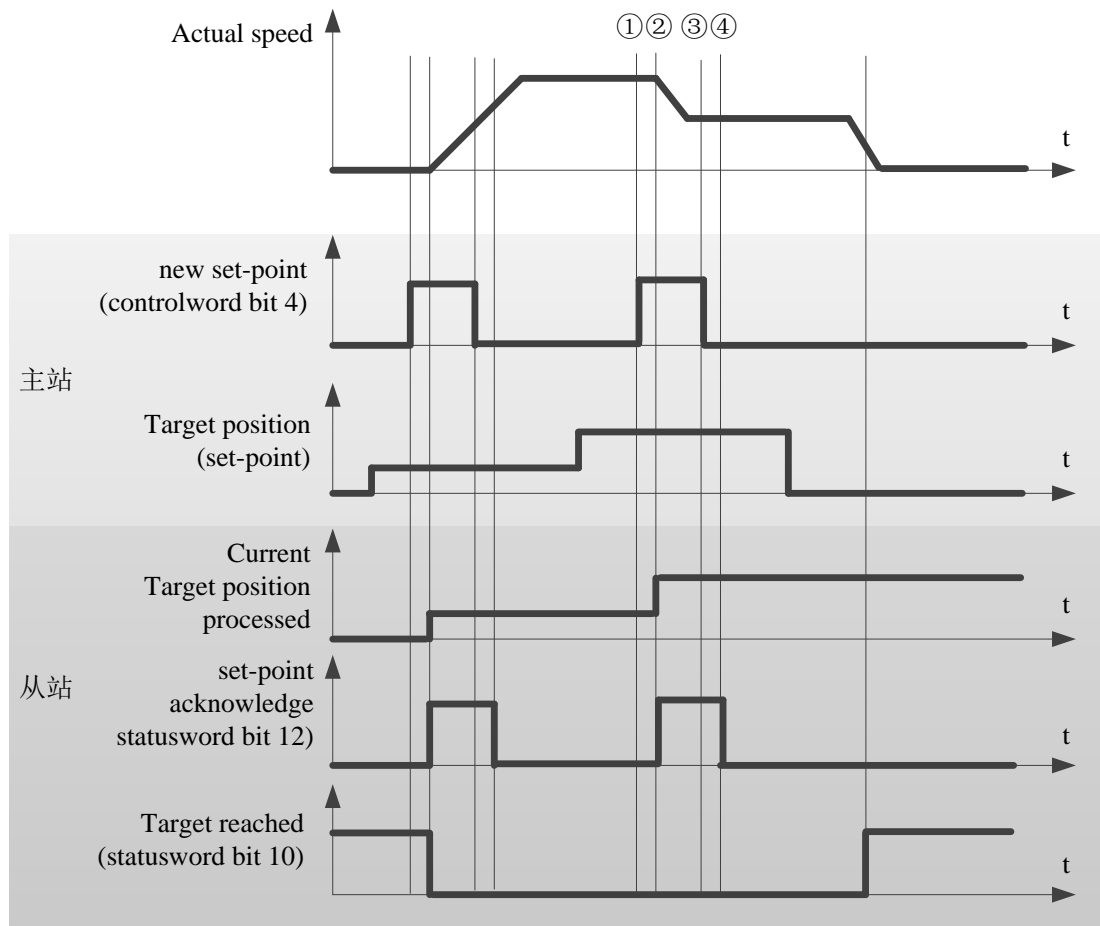 Actual speed
①② ③④
t
new set-point
(controlword bit 4)
t
主站
Target position
(set-point)
t
Current
Target position
processed
t
从站
set-point
acknowledge
statusword bit 12)
t
Target reached
(statusword bit 10)
t